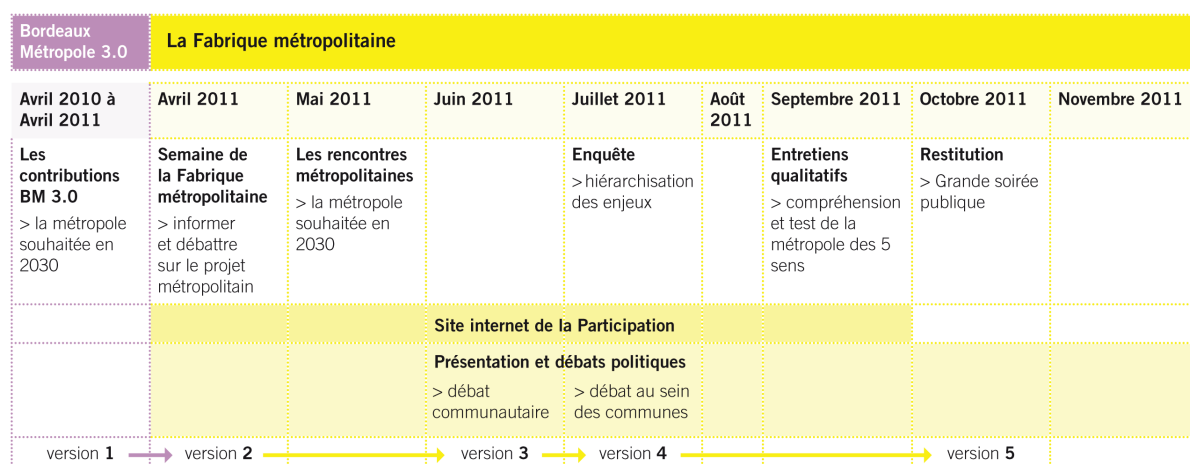 Bordeaux
Métropole 3.0
La Fabrique métropolitaine
Avril 2010 à
Avril 2011
Avril 2011
Mai 2011
Juin 2011
Juillet 2011
Août
2011
Septembre 2011
Octobre 2011
Novembre 2011
Les
contributions
BM 3.0
> la métropole
souhaitée en
2030
Semaine de
la Fabrique
métropolitaine
> informer
et débattre
sur le projet
métropolitain
Les rencontres
métropolitaines
> la métropole
souhaitée en
2030
Enquête
> hiérarchisation
des enjeux
Entretiens
qualitatifs
> compréhension
et test de la
métropole des 5
sens
Restitution
> Grande soirée
publique
Site internet de la Participation
Présentation et débats politiques
> débat
communautaire
> débat au sein
des communes
version 1
version 2
version 3
version 4
version 5